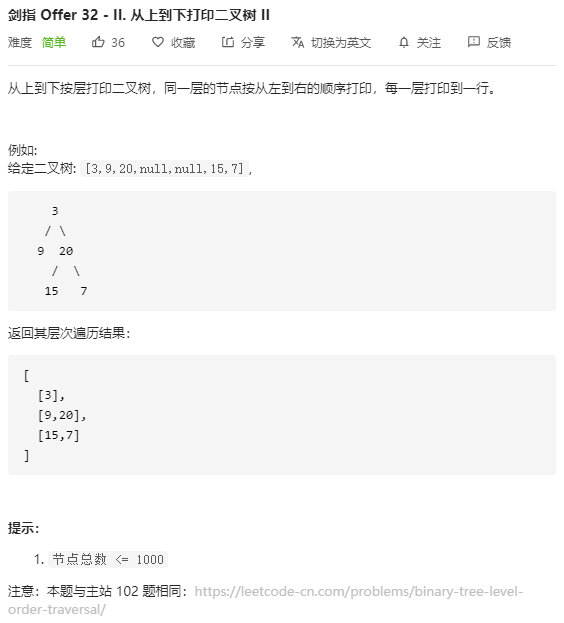 剑指 Offer 32 - II. 从上到下打印二叉树 II
难度 简单 36 收藏 分享 切换为英文 关注 反馈
从上到下按层打印二叉树，同一层的节点按从左到右的顺序打印，每一层打印到一行。
例如:
给定二叉树: [3,9,20,null,null,15,7],
3
/ \
9 20
/ \
15 7
返回其层次遍历结果：
[
[3],
[9,20],
[15,7]
]
提示：
1. 节点总数 <= 1000
注意：本题与主站 102 题相同：https://leetcode-cn.com/problems/binary-tree-level-
order-traversal/